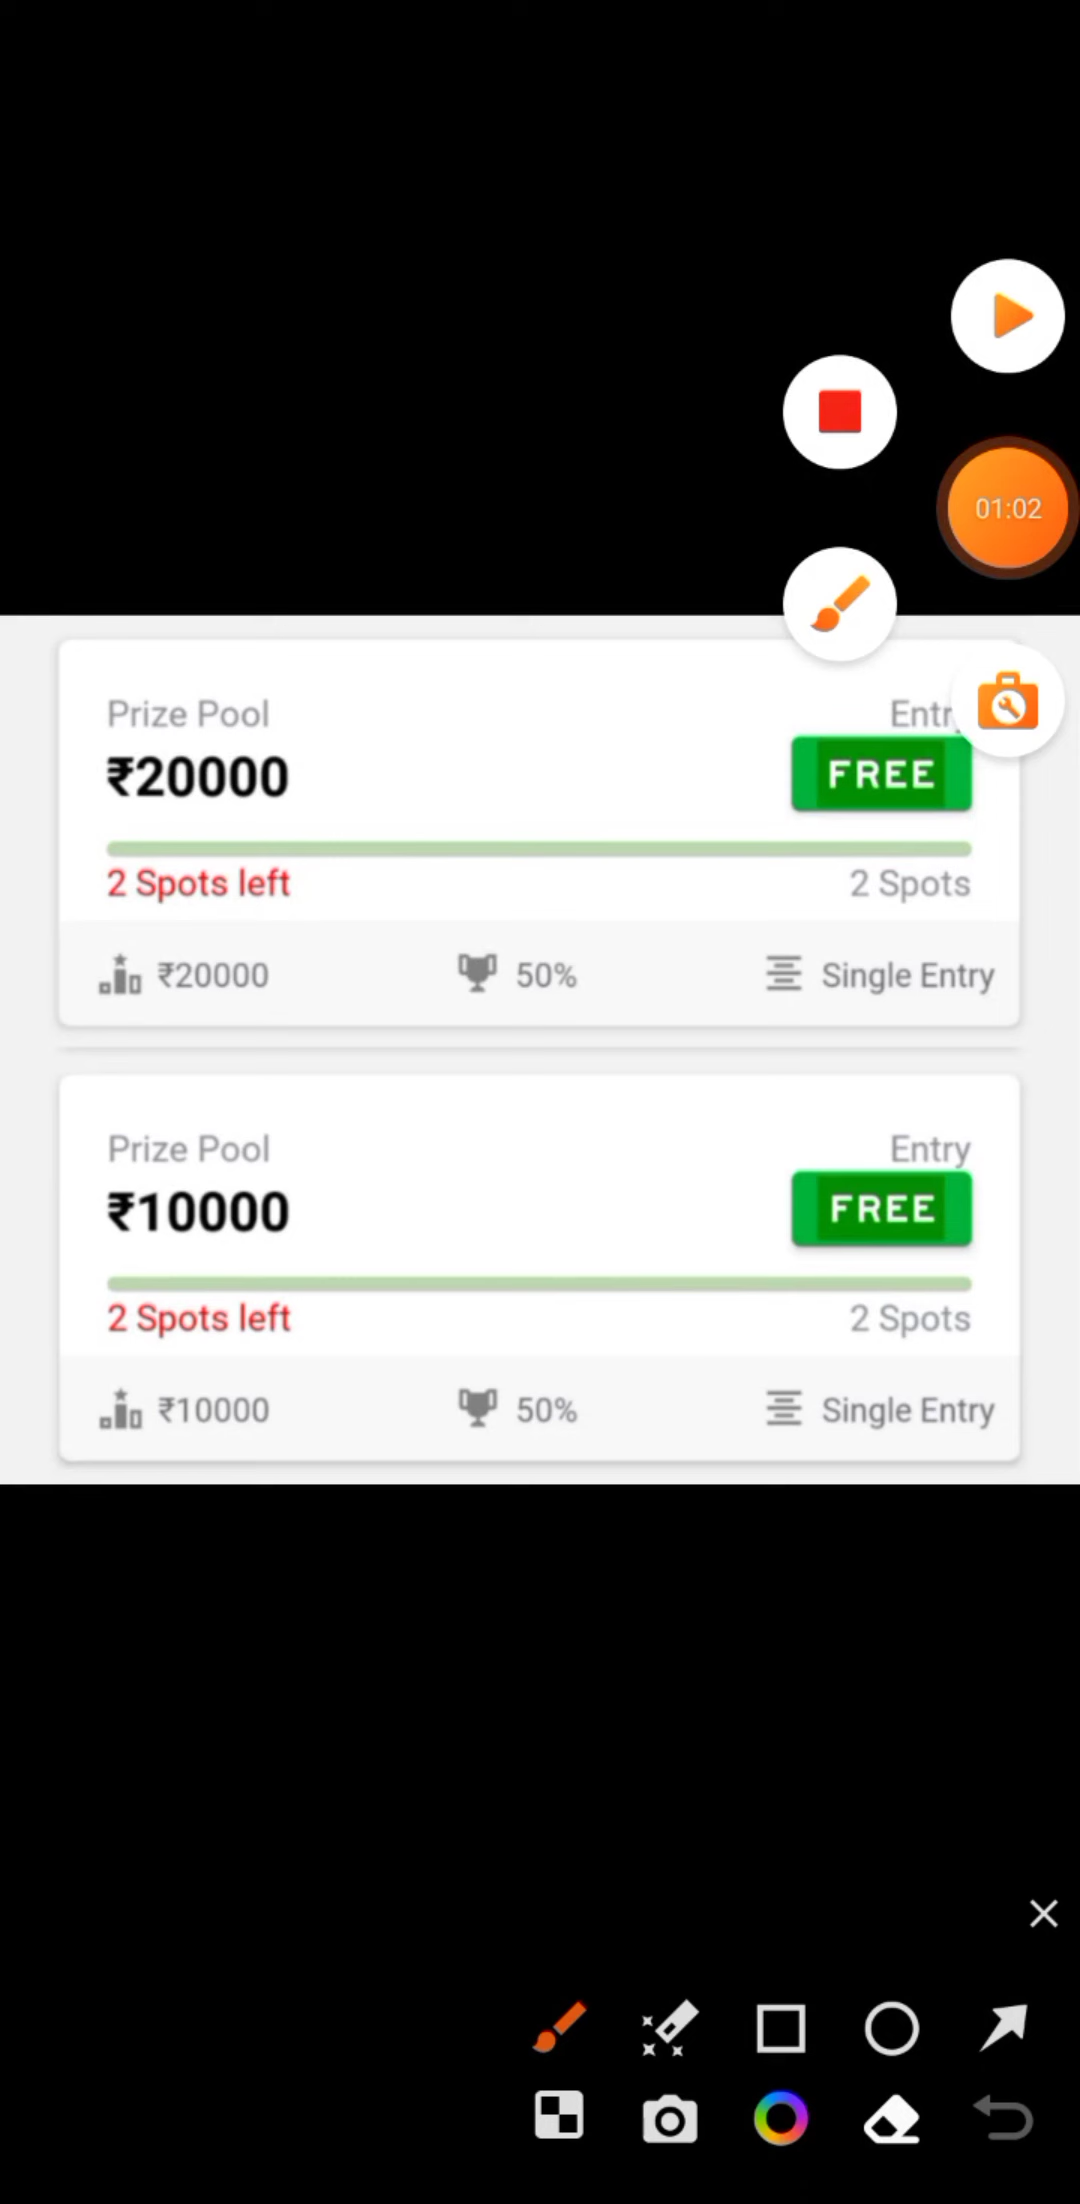 01:02
Prize Pool
₹20000
FREE
2 Spots left
2 Spots
₹20000
50%
Single Entry
Prize Pool
Entry
₹10000
FREE
2 Spots left
2 Spots
₹10000
50%
Single Entry